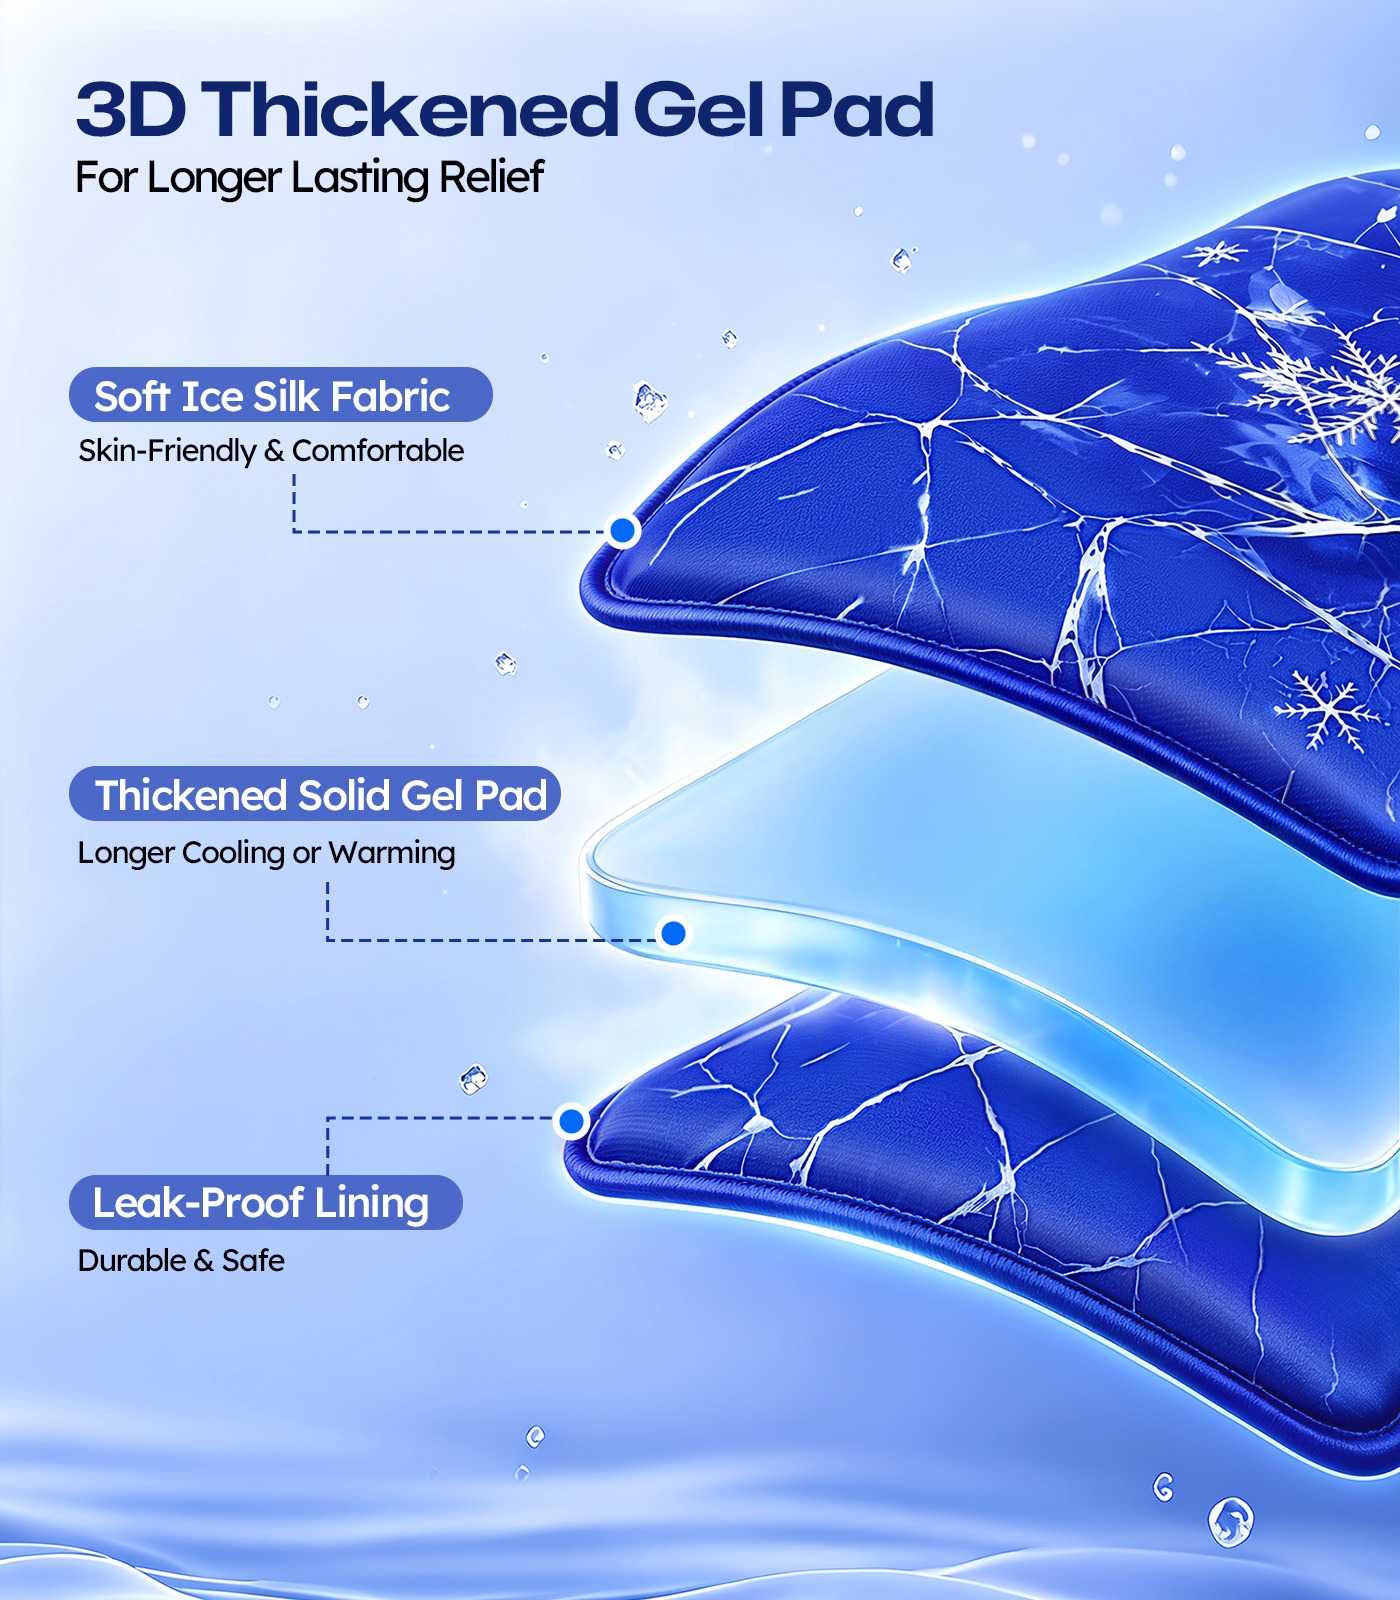 3D Thickened Gel Pad
For Longer Lasting Relief
Soft Ice Silk Fabric
Skin-Friendly & Comfortable
Thickened Solid Gel Pad
Longer Cooling or Warming
Leak-Proof Lining
Durable & Safe